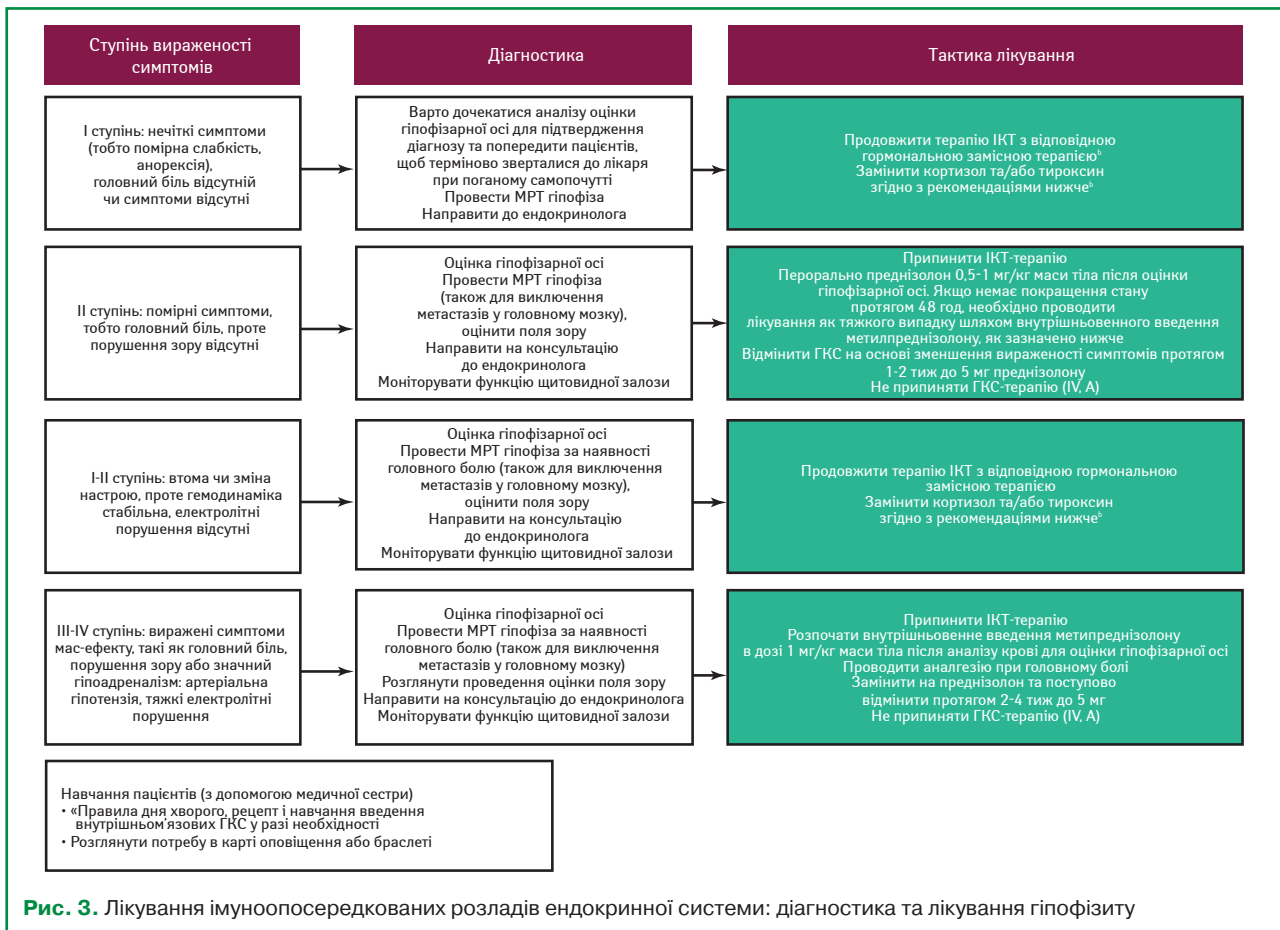 Ступінь вираженості
симптомів
Діагностика
Тактика лікування
I ступінь: нечіткі симптоми
(тобто помірна слабкість,
анорексія),
головний біль відсутній
чи симптоми відсутні
Варто дочекатися аналізу оцінки
гіпофізарної осі для підтвердження
діагнозу та попередити пацієнтів,
щоб терміново зверталися до лікаря
при поганому самопочутті
Провести МРТ гіпофіза
Направити до ендокринолога
Продовжити терапію ІКТ з відповідною
гормональною замісною терапією^b
Замінити кортизол та/або тироксин
згідно з рекомендаціями нижче^b
II ступінь: помірні симптоми,
тобто головний біль, проте
порушення зору відсутні
Оцінка гіпофізарної осі
Провести МРТ гіпофіза
(також для виключення
метастазів у головному мозку),
оцінити поля зору
Направити на консультацію
до ендокринолога
Моніторувати функцію щитовидної залози
Припинити ІКТ-терапію
Перорально преднізолон 0,5-1 мг/кг маси тіла після оцінки
гіпофізарної осі. Якщо немає покращення стану
протягом 48 год, необхідно проводити
лікування як тяжкого випадку шляхом внутрішньовенного введення
метилпреднізолону, як зазначено нижче
Відмінити ГКС на основі зменшення вираженості симптомів протягом
1-2 тиж до 5 мг преднізолону
Не припиняти ГКС-терапію (IV, A)
I-II ступінь: втома чи зміна
настрою, проте гемодинаміка
стабільна, електролітні
порушення відсутні
Оцінка гіпофізарної осі
Провести МРТ гіпофіза за наявності
головного болю (також для виключення
метастазів у головному мозку),
оцінити поля зору
Направити на консультацію
до ендокринолога
Моніторувати функцію щитовидної залози
Продовжити терапію ІКТ з відповідною гормональною
замісною терапією
Замінити кортизол та/або тироксин
згідно з рекомендаціями нижче^b
III-IV ступінь: виражені симптоми
мас-ефекту, такі як головний біль,
порушення зору або значний
гіпоадреналізм: артеріальна
гіпотензія, тяжкі електролітні
порушення
Оцінка гіпофізарної осі
Провести МРТ гіпофіза за наявності
головного болю (також для виключення
метастазів у головному мозку)
Розглянути проведення оцінки поля зору
Направити на консультацію до ендокринолога
Моніторувати функцію щитовидної залози
Припинити ІКТ-терапію
Розпочати внутрішньовенне введення метипреднізолону
в дозі 1 мг/кг маси тіла після аналізу крові для оцінки гіпофізарної осі
Проводити аналгезію при головному болі
Замінити на преднізолон та поступово
відмінити протягом 2-4 тиж до 5 мг
Не припиняти ГКС-терапію (IV, A)
Навчання пацієнтів (з допомогою медичної сестри)
• «Правила дня хворого, рецепт і навчання введення
внутрішньом'язових ГКС у разі необхідності
• Розглянути потребу в карті оповіщення або браслеті
Рис. 3. Лікування імуноопосередкованих розладів ендокринної системи: діагностика та лікування гіпофізиту